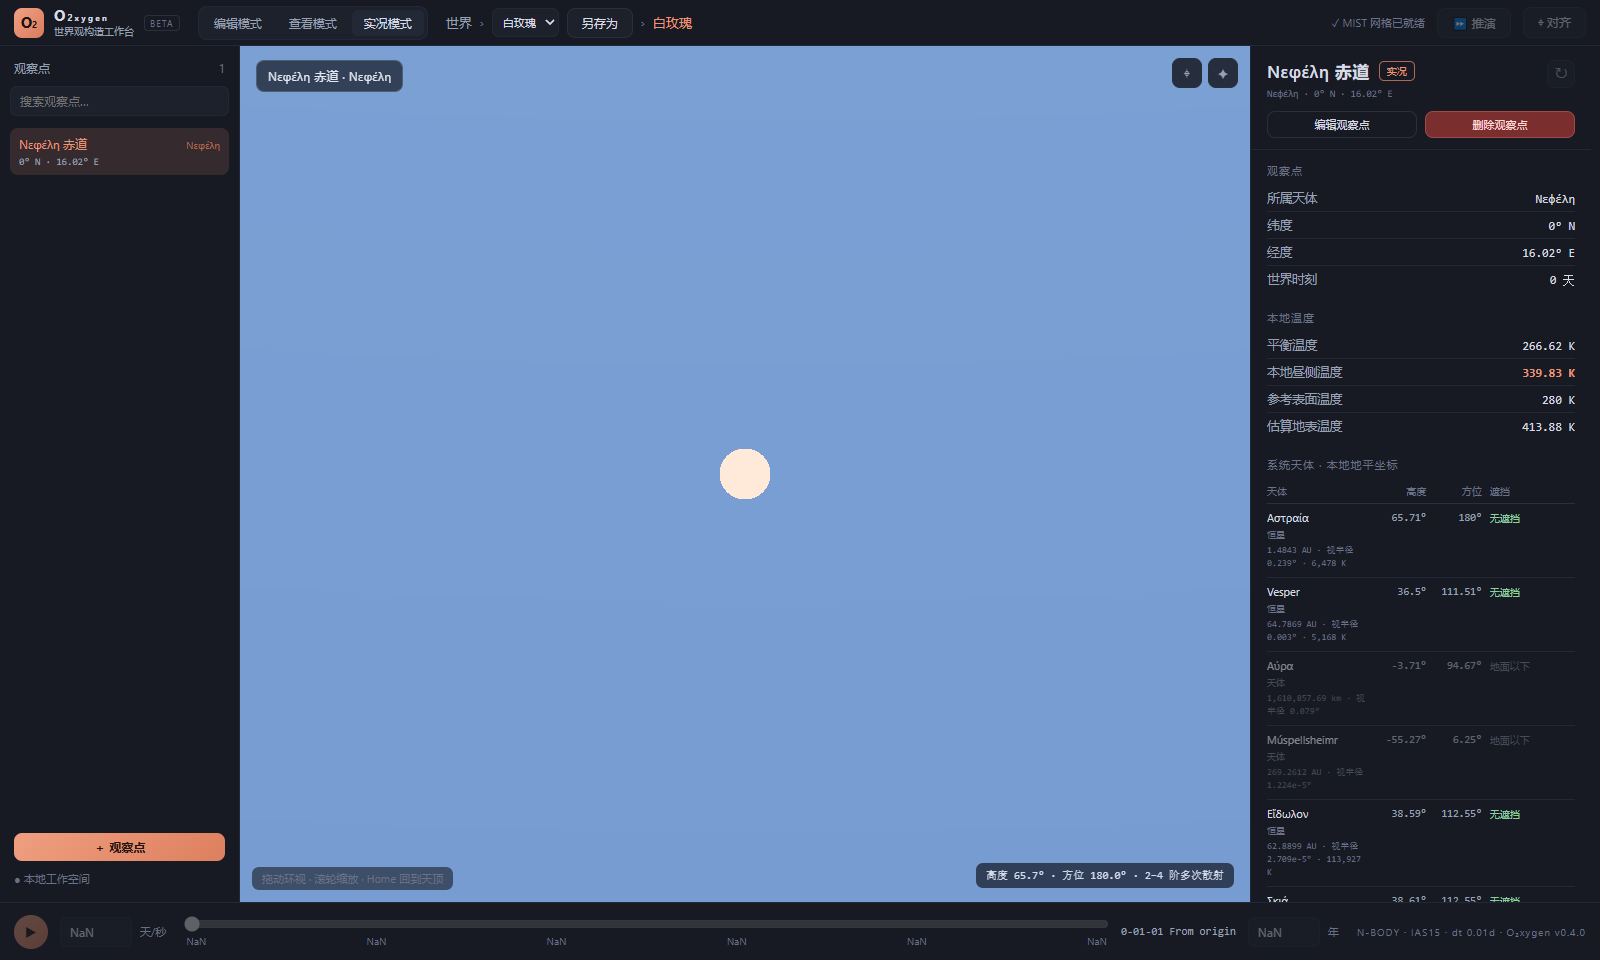 O₂
O₂xygen
世界观构造工作台
BETA
编辑模式
查看模式
实况模式
世界
›
白玫瑰
另存为
›
白玫瑰
✓ MIST 网格已就绪
推演
对齐
观察点
1
搜索观察点...
Νεφέλη 赤道
Νεφέλη
0° N · 16.02° E
+ 观察点
● 本地工作空间
Νεφέλη 赤道 · Νεφέλη
拖动环视 · 滚轮缩放 · Home 回到天顶
高度 65.7° · 方位 180.0° · 2–4 阶多次散射
Νεφέλη 赤道
实况
Νεφέλη · 0° N · 16.02° E
编辑观察点
删除观察点
观察点
所属天体
Νεφέλη
纬度
0° N
经度
16.02° E
世界时刻
0 天
本地温度
平衡温度
266.62 K
本地昼侧温度
339.83 K
参考表面温度
280 K
估算地表温度
413.88 K
系统天体 · 本地地平坐标
天体
高度
方位
遮挡
Αστραία
65.71°
180°
无遮挡
恒星
1.4843 AU · 视半径
0.239° · 6,478 K
Vesper
36.5°
111.51°
无遮挡
恒星
64.7869 AU · 视半径
0.003° · 5,168 K
Αύρα
-3.71°
94.67°
地面以下
天体
1,610,857.69 km · 视
半径 0.079°
Múspellsheimr
-55.27°
6.25°
地面以下
天体
269.2612 AU · 视半径
1.224e-5°
Εἴδωλον
38.59°
112.55°
无遮挡
恒星
62.8899 AU · 视半径
2.709e-5° · 113,927
K
Σκιά
38.61°
112.55°
无遮挡
NaN
天/秒
NaN
NaN
NaN
NaN
NaN
NaN
0-01-01 From origin
NaN
年
N-BODY · IAS15 · dt 0.01d · O₂xygen v0.4.0